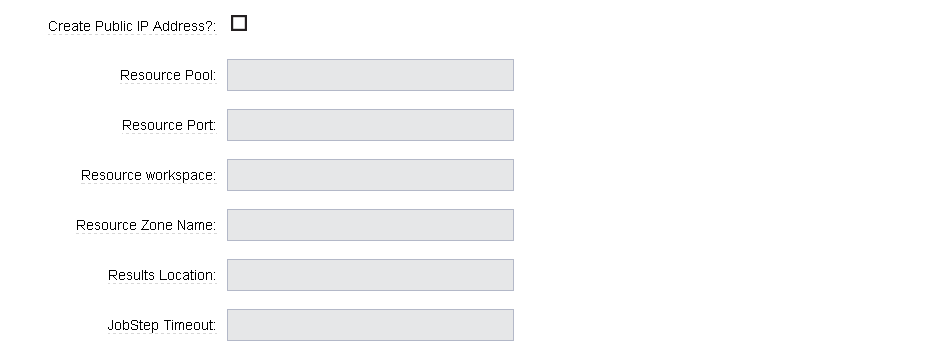 Create Public IP Address?:
Resource Pool:
Resource Port:
Resource workspace:
Resource Zone Name:
Results Location:
JobStep Timeout: